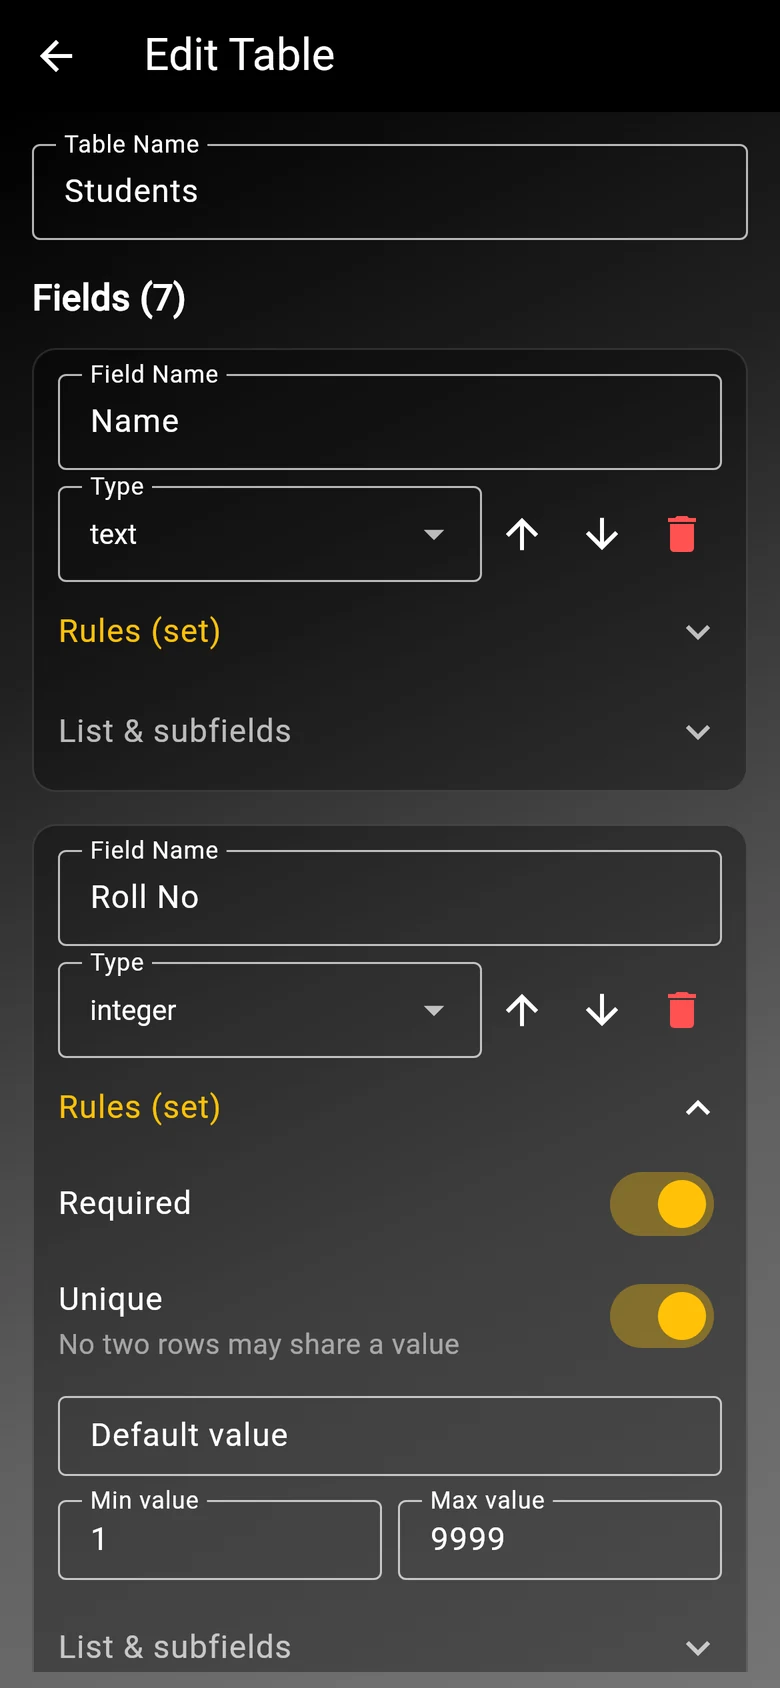 Edit Table
Table Name
Students
Fields (7)
Field Name
Name
Type
text
Rules (set)
List & subfields
Field Name
Roll No
Type
integer
Rules (set)
Required
Unique
No two rows may share a value
Default value
Min value
1
Max value
9999
List & subfields